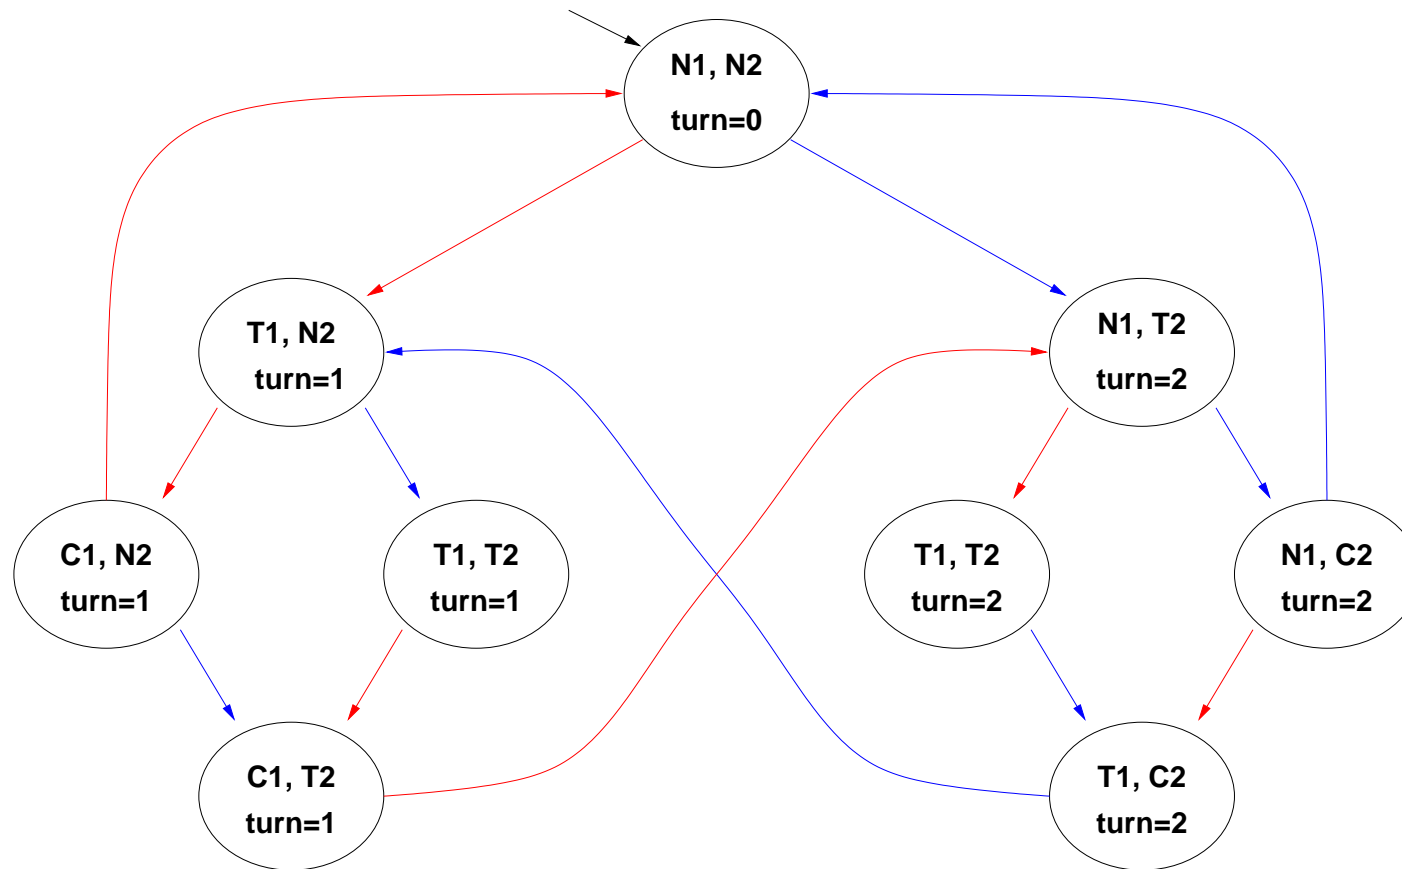 N1, N2
turn=0
T1, N2
turn=1
N1, T2
turn=2
C1, N2
turn=1
T1, T2
turn=1
T1, T2
turn=2
N1, C2
turn=2
C1, T2
turn=1
T1, C2
turn=2